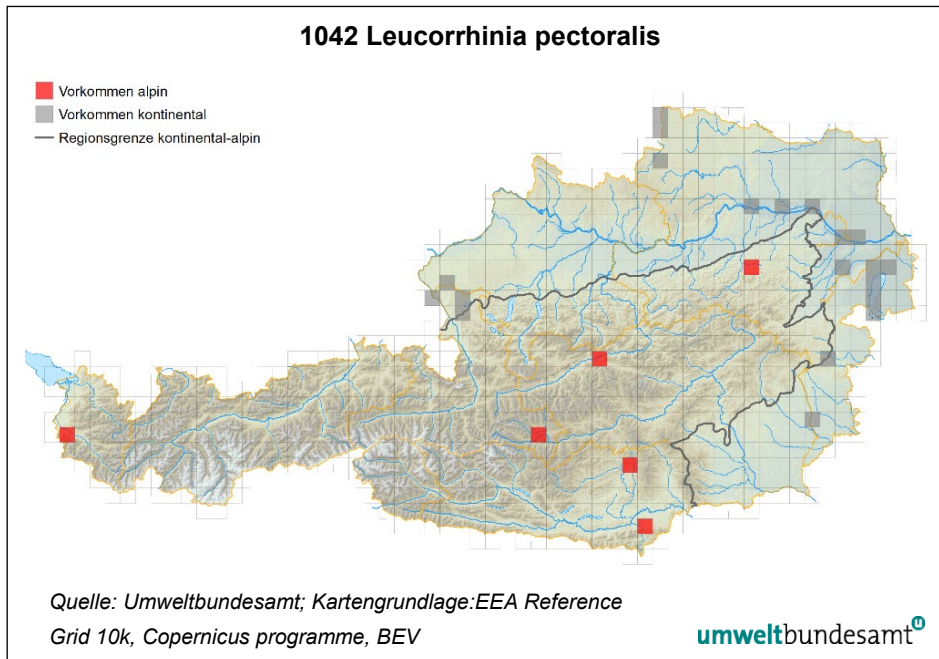 1042 Leucorrhinia pectoralis
Vorkommen alpin
Vorkommen kontinental
Regionsgrenze kontinental-alpin
Quelle: Umweltbundesamt; Kartengrundlage:EEA Reference
Grid 10k, Copernicus programme, BEV
umweltbundesamt